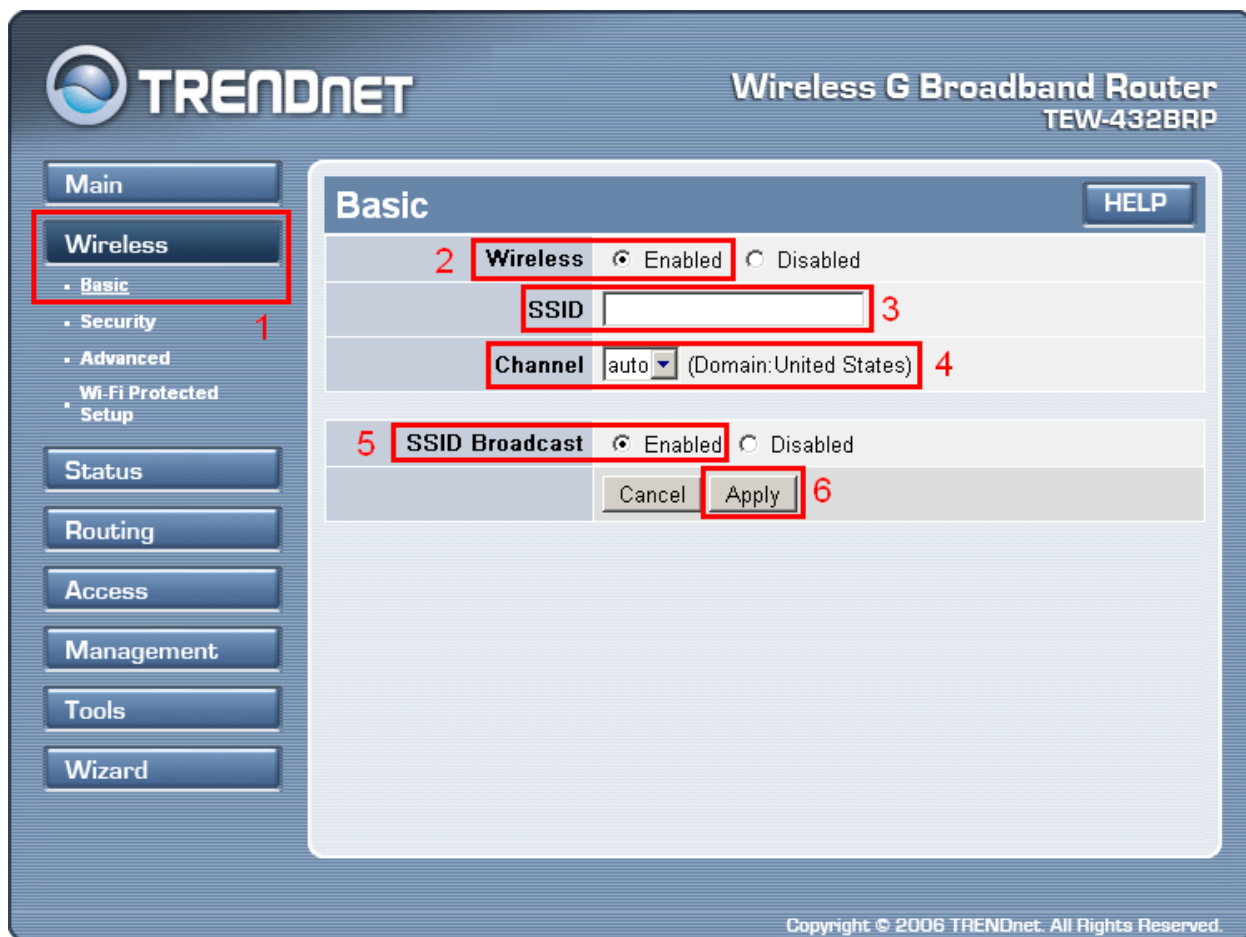 TRENDNET
Wireless G Broadband Router
TEW-432BRP
Main
Wireless
Basic
Security
Advanced
Wi-Fi Protected
Setup
Status
Routing
Access
Management
Tools
Wizard
1
Basic
HELP
2 Wireless Enabled Disabled
SSID 3
Channel auto (Domain:United States) 4
5 SSID Broadcast Enabled Disabled
Cancel Apply 6
Copyright © 2006 TRENDnet. All Rights Reserved.